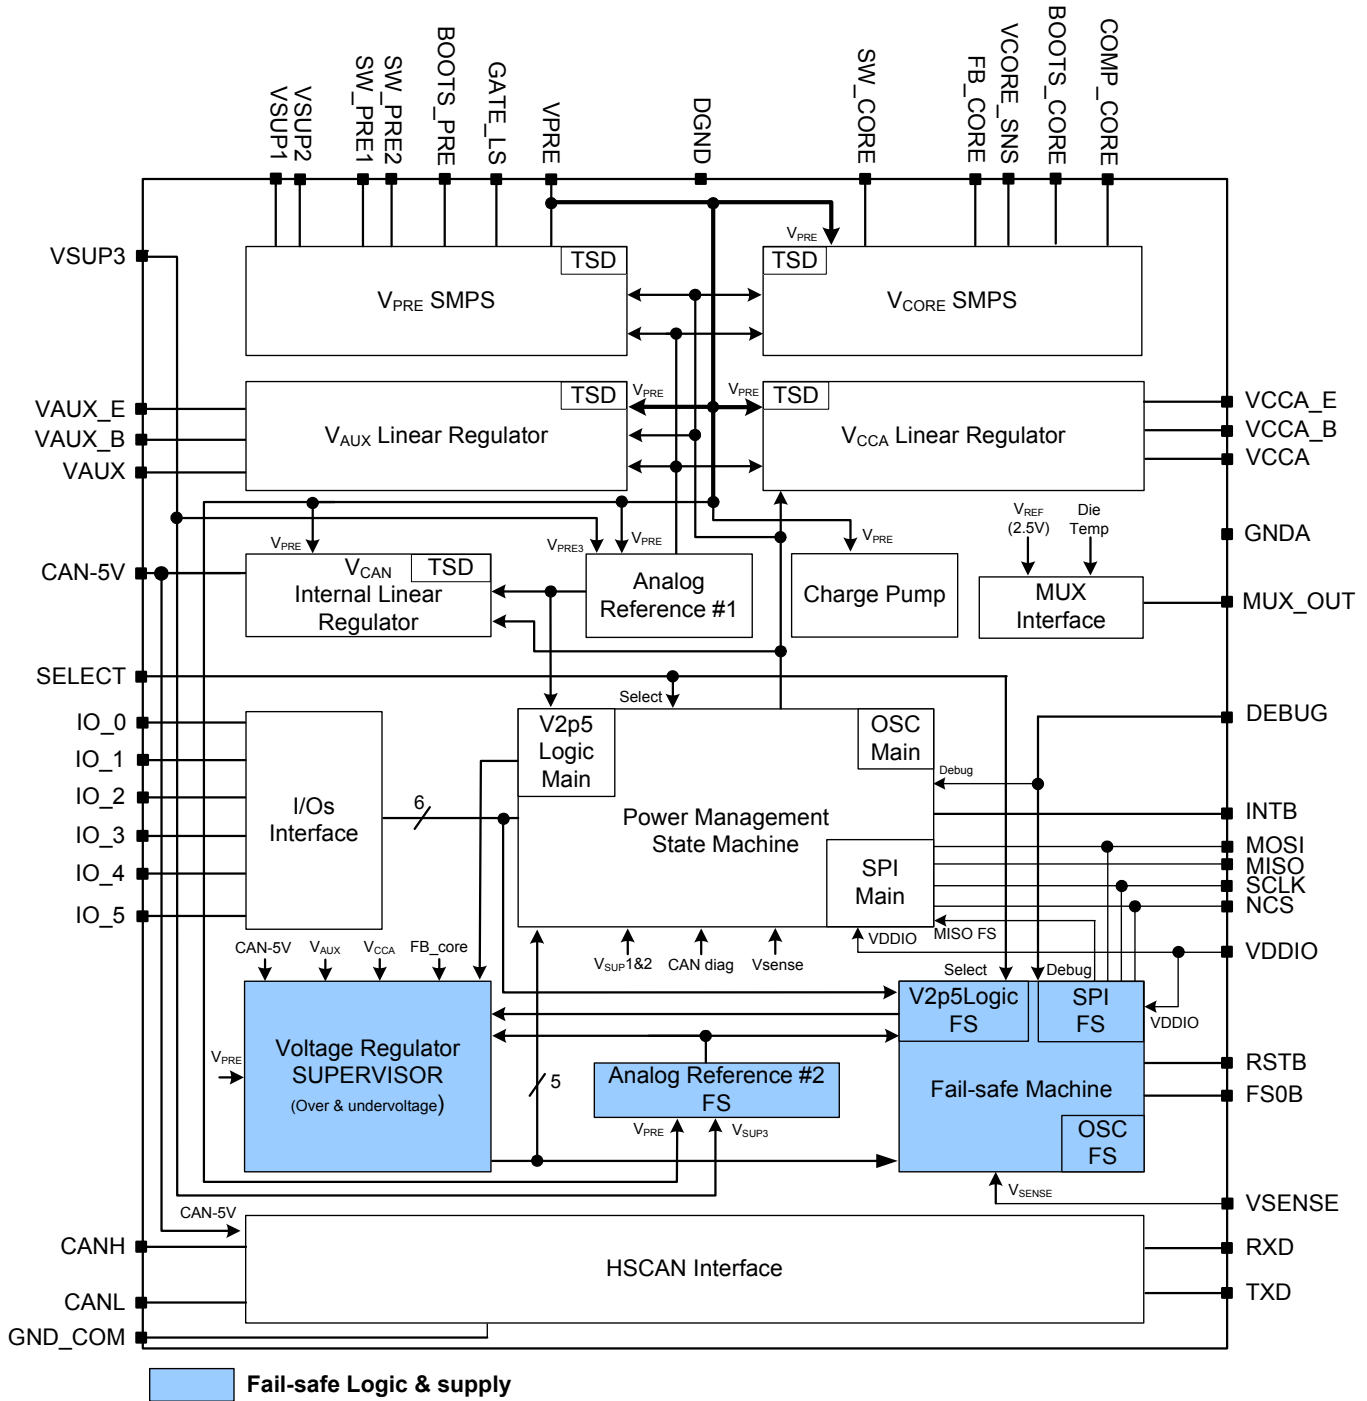 VSUP1
VSUP2
SW_PRE1
SW_PRE2
BOOTS_PRE
GATE_LS
VPRE
DGND
SW_CORE
FB_CORE
VCORE_SNS
BOOTS_CORE
COMP_CORE
VSUP3
TSD
VPRE SMPS
VPRE
TSD
VCORE SMPS
VAUX_E
VAUX_B
VAUX
TSD
VAUX Linear Regulator
VPRE
VPRE
TSD
VCCA Linear Regulator
VCCA_E
VCCA_B
VCCA
GNDA
VPRE
VPRE3
VPRE
VPRE
VREF
(2.5V)
Die
Temp
CAN-5V
VCAN
TSD
Internal Linear
Regulator
Analog
Reference #1
Charge Pump
MUX
Interface
MUX_OUT
SELECT
Select
IO_0
IO_1
IO_2
IO_3
IO_4
IO_5
I/Os
Interface
6
V2p5
Logic
Main
OSC
Main
Power Management
State Machine
SPI
Main
Debug
DEBUG
INTB
MOSI
MISO
SCLK
NCS
VDDIO
VDDIO
MISO FS
CAN-5V
VAUX
VCCA
FB_core
VSUP1&2
CAN diag
Vsense
Select
Debug
VDDIO
VPRE
Voltage Regulator
SUPERVISOR
(Over & undervoltage)
5
Analog Reference #2
FS
VPRE
VSUP3
V2p5Logic
FS
SPI
FS
Fail-safe Machine
OSC
FS
RSTB
FS0B
VSENSE
VSENSE
CAN-5V
CANH
CANL
GND_COM
HSCAN Interface
RXD
TXD
Fail-safe Logic & supply